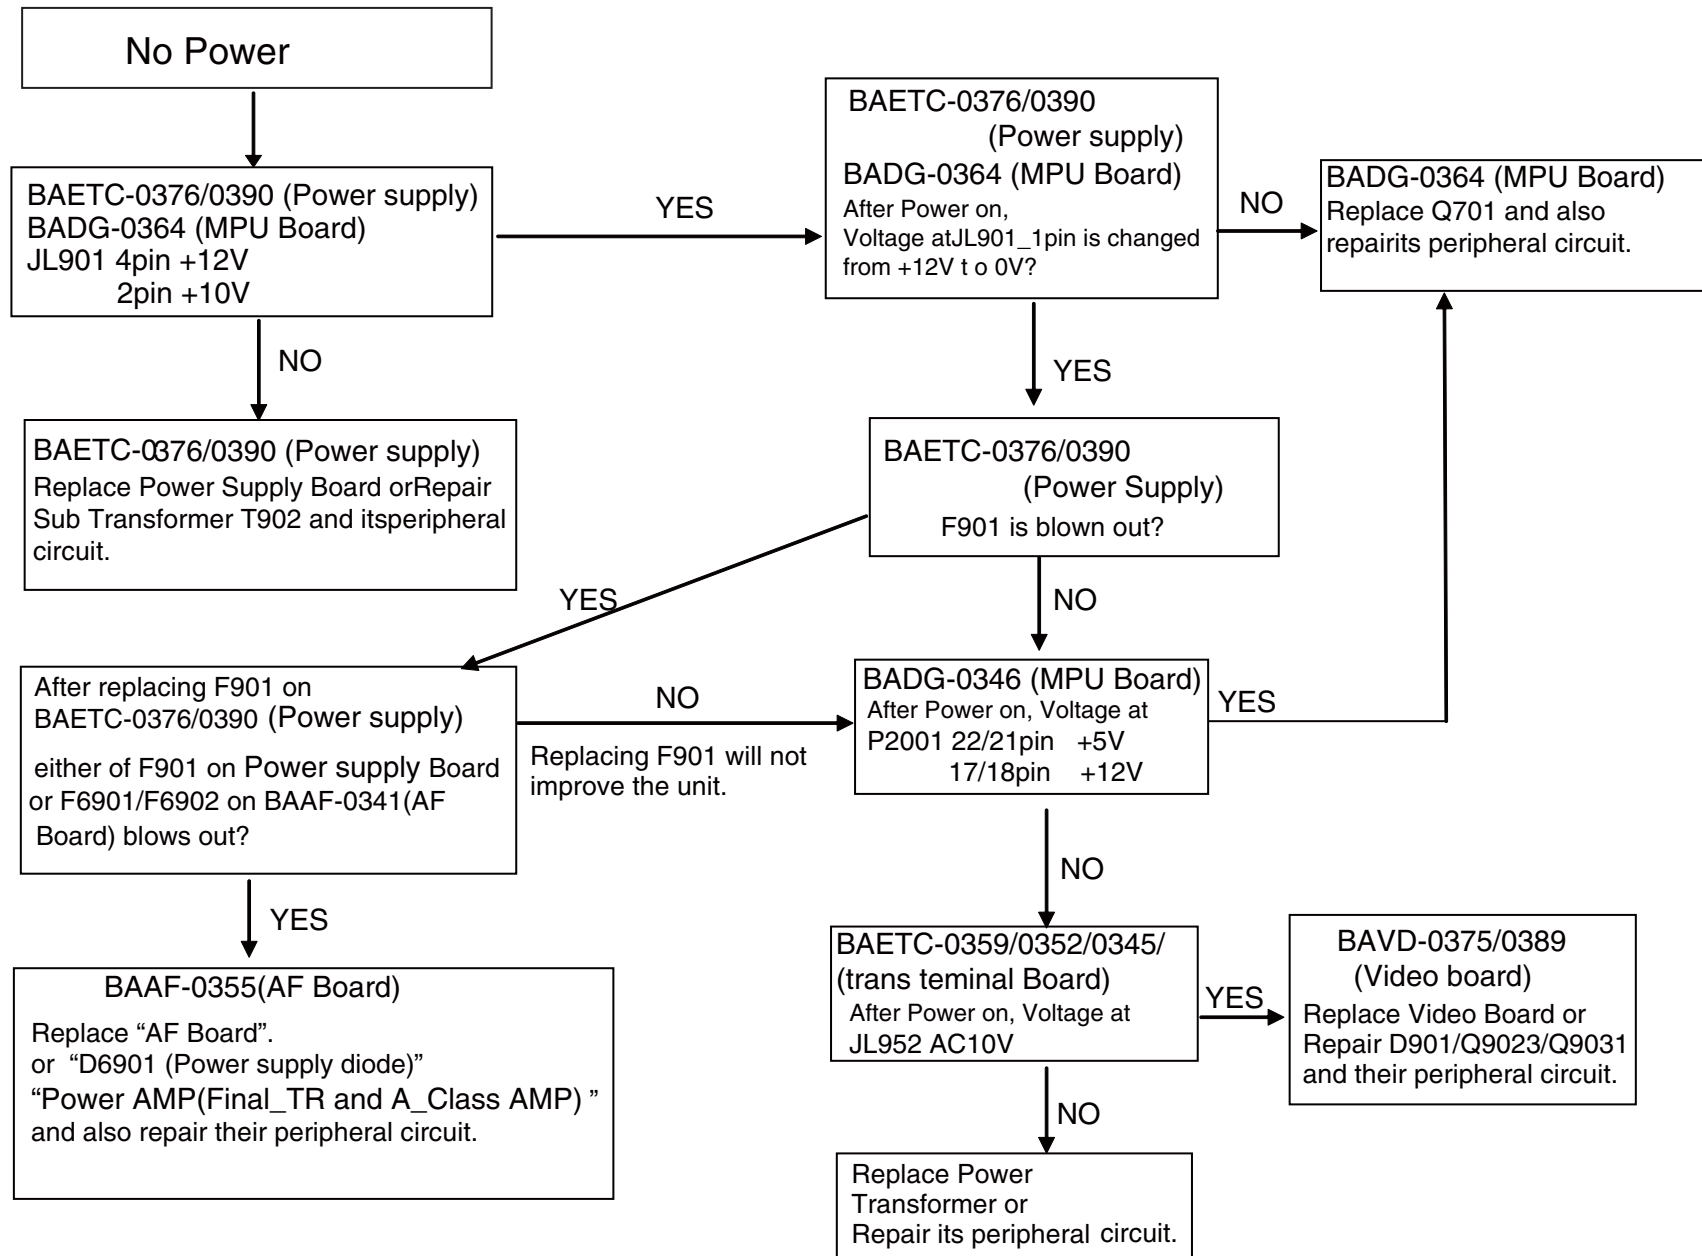 No Power
BAETC-0376/0390 (Power supply)
BADG-0364 (MPU Board)
JL901 4pin +12V
2pin +10V
YES
BAETC-0376/0390
(Power supply)
BADG-0364 (MPU Board)
After Power on,
Voltage atJL901_1pin is changed
from +12V t o 0V?
NO
BADG-0364 (MPU Board)
Replace Q701 and also
repairits peripheral circuit.
NO
BAETC-0376/0390 (Power supply)
Replace Power Supply Board orRepair
Sub Transformer T902 and itsperipheral
circuit.
YES
BAETC-0376/0390
(Power Supply)
F901 is blown out?
YES
NO
After replacing F901 on
BAETC-0376/0390 (Power supply)
either of F901 on Power supply Board
or F6901/F6902 on BAAF-0341(AF
Board) blows out?
NO
Replacing F901 will not
improve the unit.
BADG-0346 (MPU Board)
After Power on, Voltage at
P2001 22/21pin +5V
17/18pin +12V
YES
YES
NO
BAAF-0355(AF Board)
Replace “AF Board”.
or “D6901 (Power supply diode)”
“Power AMP(Final_TR and A_Class AMP) ”
and also repair their peripheral circuit.
BAETC-0359/0352/0345/
(trans teminal Board)
After Power on, Voltage at
JL952 AC10V
YES
BAVD-0375/0389
(Video board)
Replace Video Board or
Repair D901/Q9023/Q9031
and their peripheral circuit.
NO
Replace Power
Transformer or
Repair its peripheral circuit.